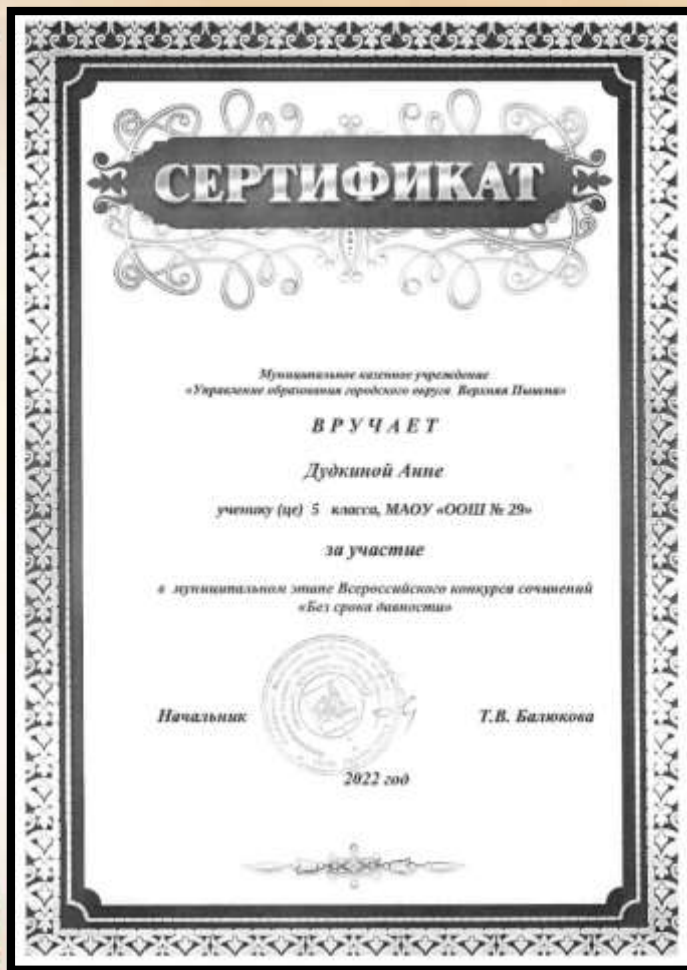 СЕРТИФИКАТ
Муниципальное казенное учреждение
«Управление образования городского округа Верхняя Пышма»
ВРУЧАЕТ
Дудкиной Анне
ученику (це) 5 класса, МАОУ «ООШ № 29»
за участие
в муниципальном этапе Всероссийского конкурса сочинений
«Без срока давности»
Начальник Т.В. Балюкова
2022 год